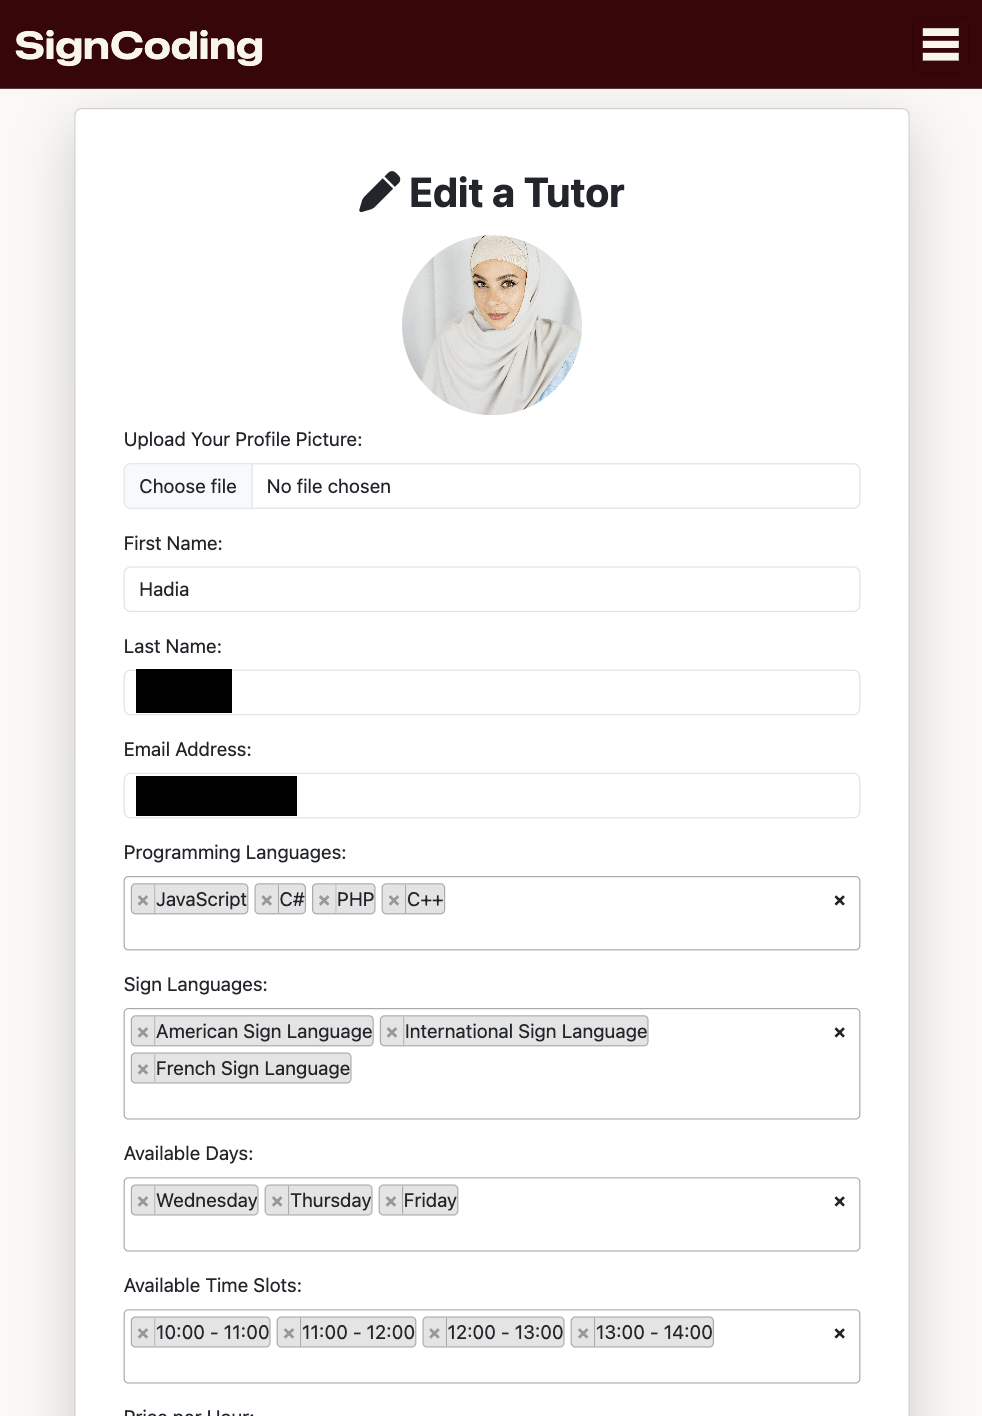 SignCoding
Edit a Tutor
Upload Your Profile Picture:
Choose file No file chosen
First Name:
Hadia
Last Name:
Email Address:
Programming Languages:
× JavaScript × C# × PHP × C++ ×
Sign Languages:
× American Sign Language × International Sign Language ×
× French Sign Language
Available Days:
× Wednesday × Thursday × Friday ×
Available Time Slots:
× 10:00 - 11:00 × 11:00 - 12:00 × 12:00 - 13:00 × 13:00 - 14:00 ×
Price per Hour: